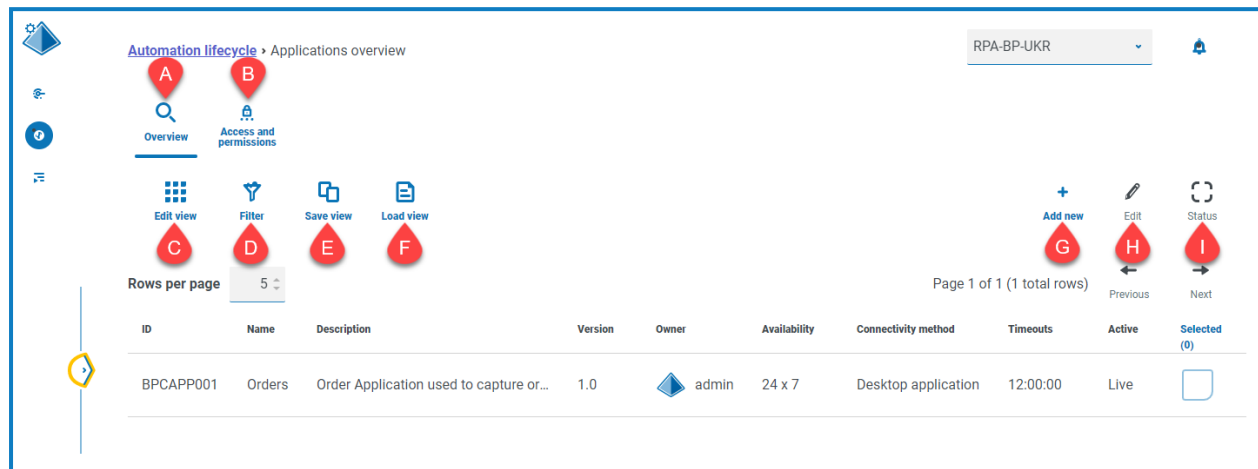 Automation lifecycle › Applications overview
RPA-BP-UKR
A
B
Overview
Access and
permissions
Edit view
Filter
Save view
Load view
Add new
Edit
Status
C
D
E
F
G
H
I
Rows per page
5
Page 1 of 1 (1 total rows)
Previous
Next
ID
Name
Description
Version
Owner
Availability
Connectivity method
Timeouts
Active
Selected
(0)
BPCAPP001
Orders
Order Application used to capture or...
1.0
admin
24 x 7
Desktop application
12:00:00
Live